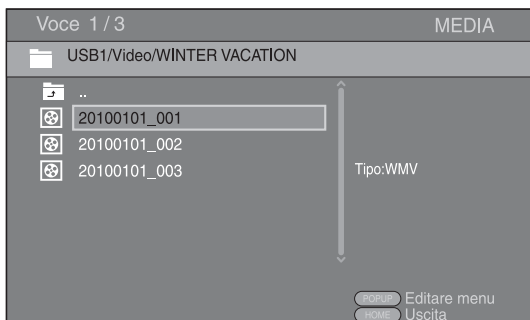 Voce 1 / 3 MEDIA
USB1/Video/WINTER VACATION
..
20100101_001
20100101_002
20100101_003
Tipo:WMV
POPUP Editare menu
HOME Uscita